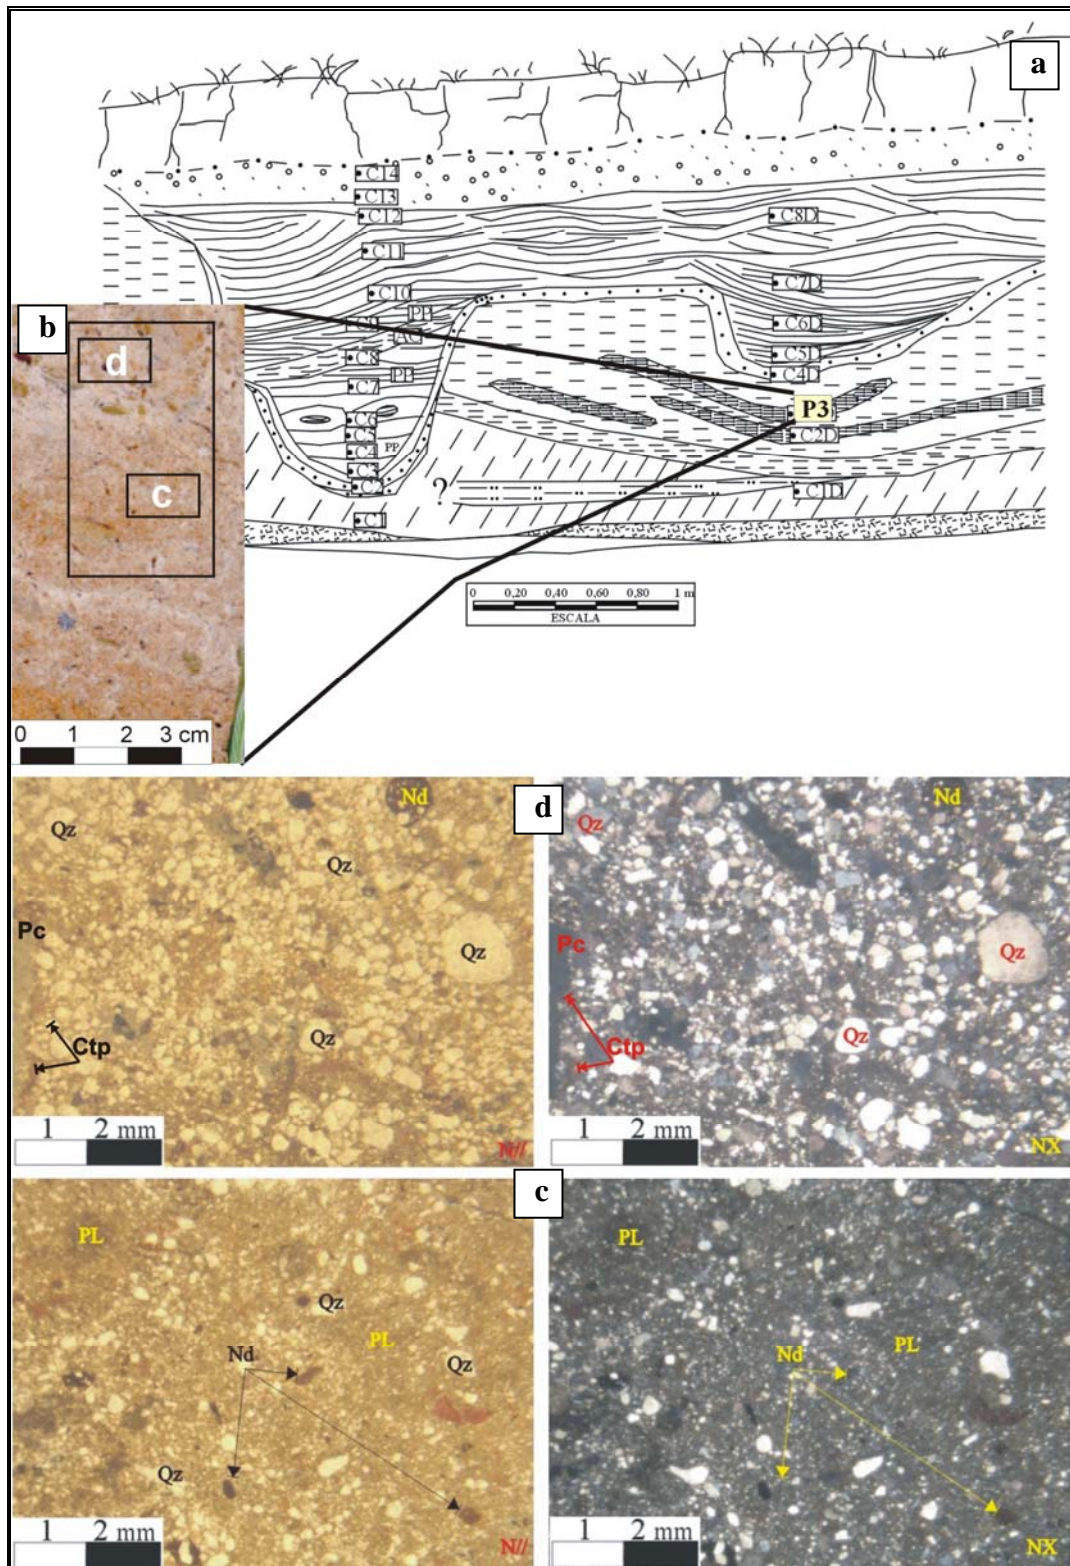 a
C14
C13
C12
C8D
C11
C10
C7D
PP
C6D
C8
C5D
C7
PP
C4D
P3
C6
C5
C2D
C4
PP
C3
C2
?
C1D
C1
0 0,20 0,40 0,60 0,80 1 m
ESCALA
b
d
c
0 1 2 3 cm
d
Nd
Qz
Qz
Pc
Qz
Ctp
Qz
1 2 mm
N//
Nd
Qz
Pc
Qz
Ctp
Qz
1 2 mm
NX
c
PL
Qz
PL
Nd
Qz
Qz
1 2 mm
N//
PL
PL
Nd
1 2 mm
NX